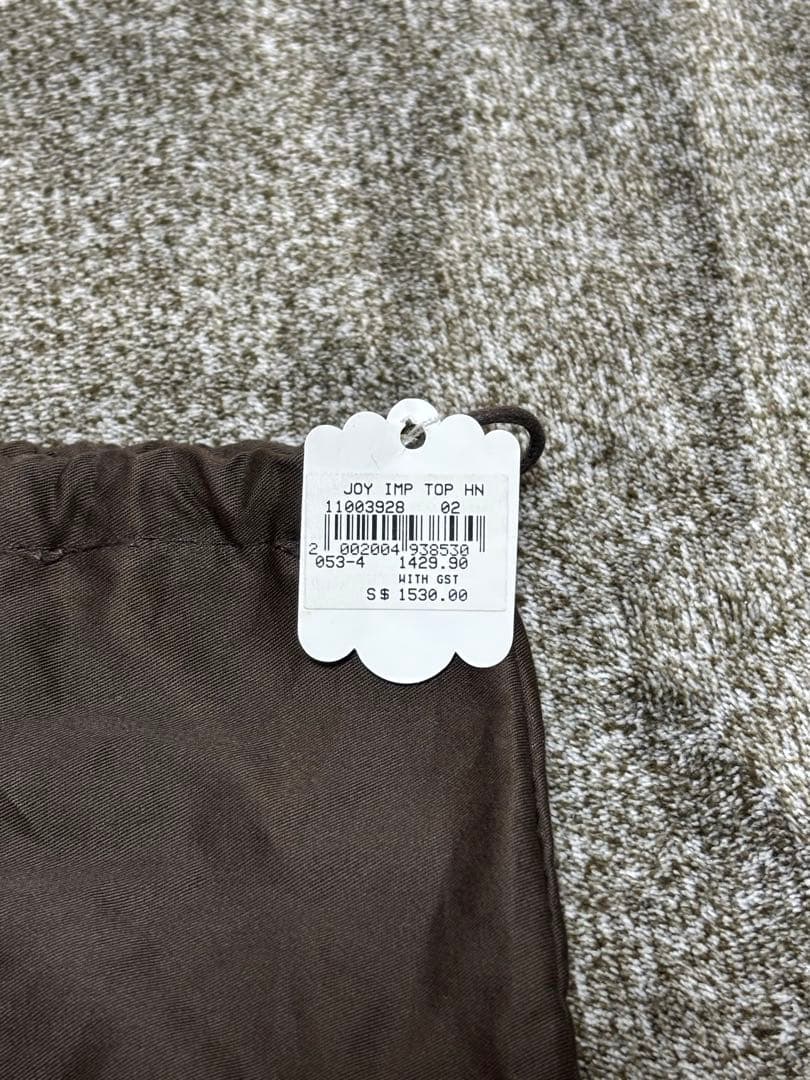 JOY IMP TOP HN
11003928 02
2 002004 938530
053-4 1429.90
WITH GST
S$ 1530.00